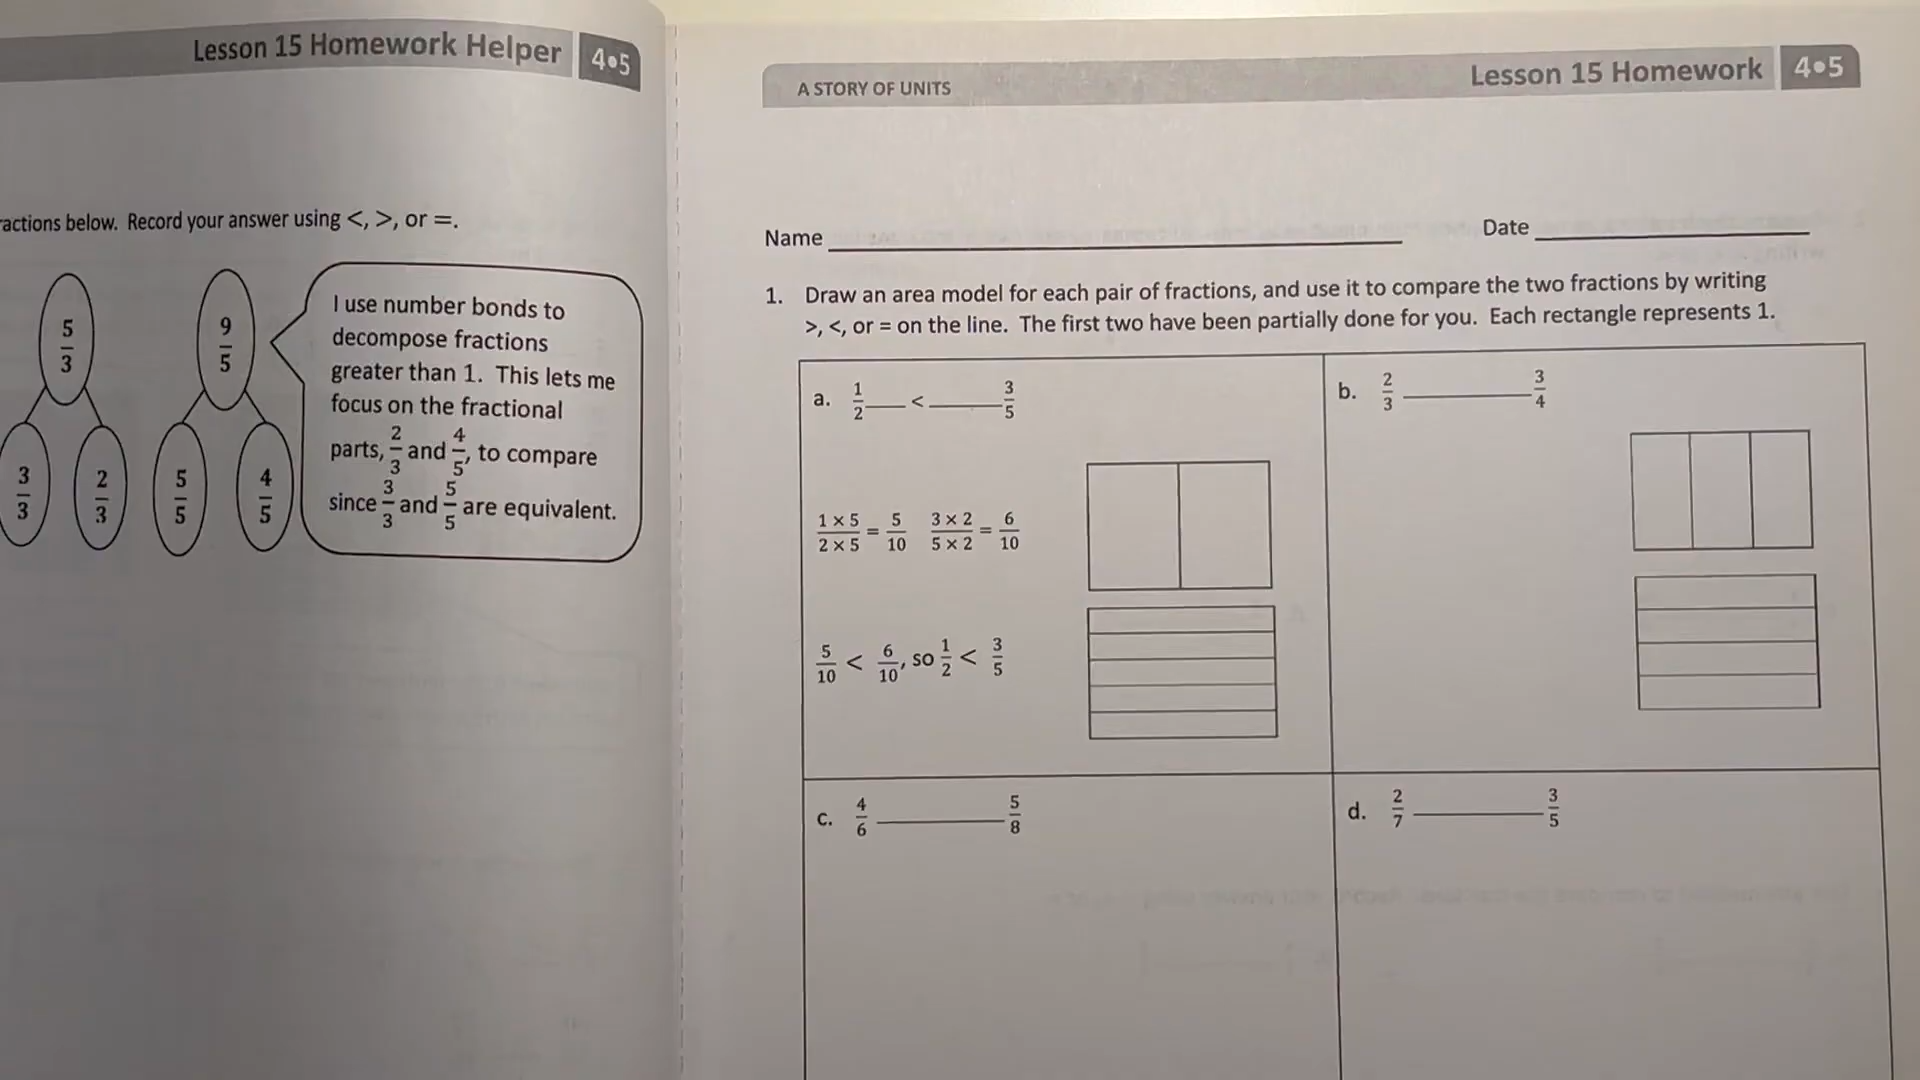 Lesson 15 Homework Helper 4•5
actions below. Record your answer using <, >, or =.
5/3
9/5
3/3
2/3
5/5
4/5
I use number bonds to
decompose fractions
greater than 1. This lets me
focus on the fractional
parts, 2/3 and 4/5, to compare
since 3/3 and 5/5 are equivalent.
A STORY OF UNITS
Lesson 15 Homework 4•5
Name
Date
1. Draw an area model for each pair of fractions, and use it to compare the two fractions by writing
>, <, or = on the line. The first two have been partially done for you. Each rectangle represents 1.
a. 1/2 ___ < ______ 3/5
1 × 5/2 × 5 = 5/10 3 × 2/5 × 2 = 6/10
5/10 < 6/10, so 1/2 < 3/5
b. 2/3 __________ 3/4
c. 4/6 __________ 5/8
d. 2/7 __________ 3/5